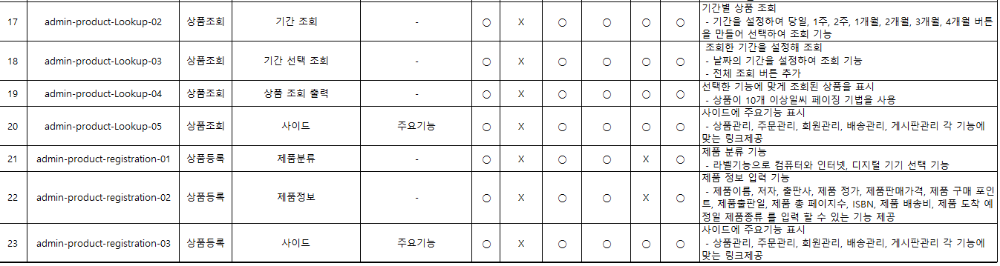 17 admin-product-Lookup-02 상품조회 기간 조회 - ○ X ○ ○ ○ ○ 기간별 상품 조회
- 기간을 설정하여 당일, 1주, 2주, 1개월, 2개월, 3개월, 4개월 버튼
을 만들어 선택하여 조회 기능
18 admin-product-Lookup-03 상품조회 기간 선택 조회 - ○ X ○ ○ ○ ○ 조회한 기간을 설정해 조회
- 날짜의 기간을 설정하여 조회 기능
- 전체 조회 버튼 추가
19 admin-product-Lookup-04 상품조회 상품 조회 출력 - ○ X ○ ○ ○ ○ 선택한 기능에 맞게 조회된 상품을 표시
- 상품이 10개 이상일씨 페이징 기법을 사용
20 admin-product-Lookup-05 상품조회 사이드 주요기능 ○ X ○ ○ ○ ○ 사이드에 주요기능 표시
- 상품관리, 주문관리, 회원관리, 배송관리, 게시판관리 각 기능에
맞는 링크제공
21 admin-product-registration-01 상품등록 제품분류 - ○ X ○ ○ X ○ 제품 분류 기능
- 라벨기능으로 컴퓨터와 인터넷, 디지털 기기 선택 기능
22 admin-product-registration-02 상품등록 제품정보 - ○ X ○ ○ X ○ 제품 정보 입력 기능
- 제품이름, 저자, 출판사, 제품 정가, 제품판매가격, 제품 구매 포인
트, 제품출판일, 제품 총 페이지수, ISBN, 제품 배송비, 제품 도착 예
정일 제품종류 를 입력 할 수 있는 기능 제공
23 admin-product-registration-03 상품등록 사이드 주요기능 ○ X ○ ○ ○ ○ 사이드에 주요기능 표시
- 상품관리, 주문관리, 회원관리, 배송관리, 게시판관리 각 기능에
맞는 링크제공